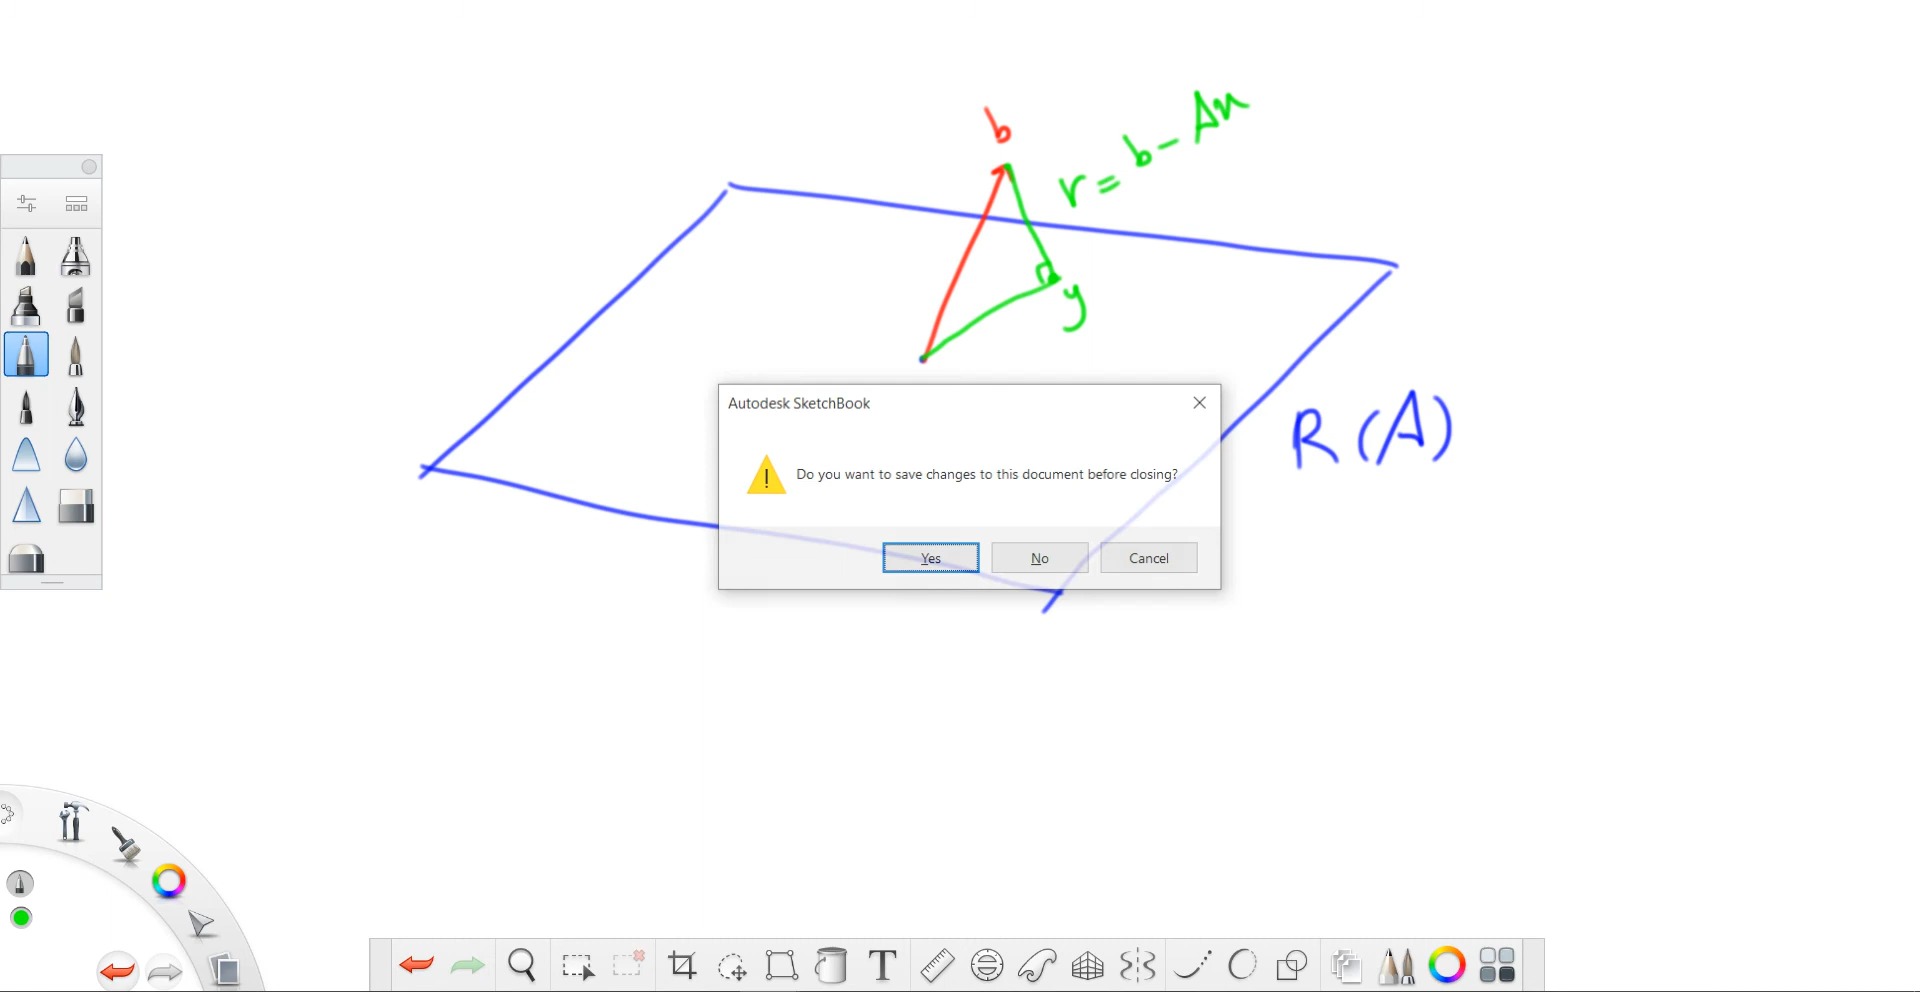 b
r = b - Ax
y
R(A)
Autodesk SketchBook
Do you want to save changes to this document before closing?
Yes
No
Cancel
T